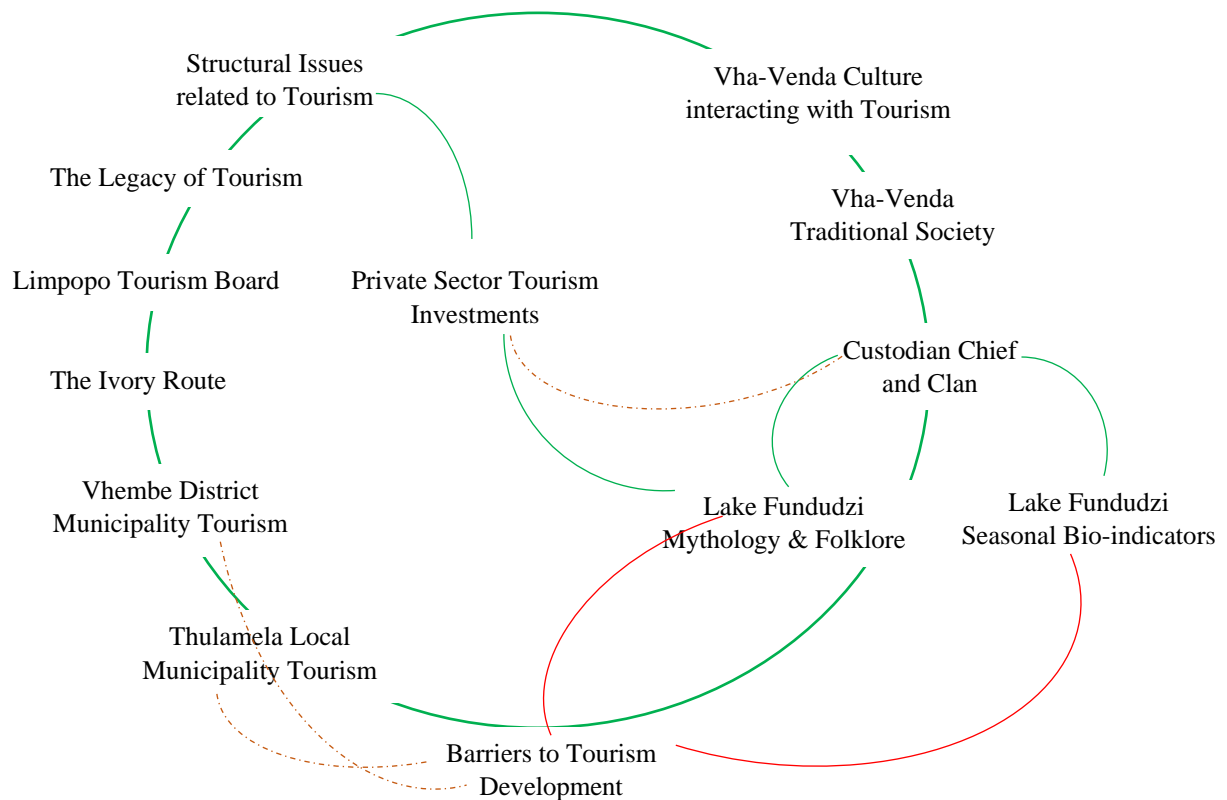 Structural Issues
related to Tourism
Vha-Venda Culture
interacting with Tourism
The Legacy of Tourism
Vha-Venda
Traditional Society
Limpopo Tourism Board
Private Sector Tourism
Investments
Custodian Chief
and Clan
The Ivory Route
Vhembe District
Municipality Tourism
Lake Fundudzi
Mythology & Folklore
Lake Fundudzi
Seasonal Bio-indicators
Thulamela Local
Municipality Tourism
Barriers to Tourism
Development